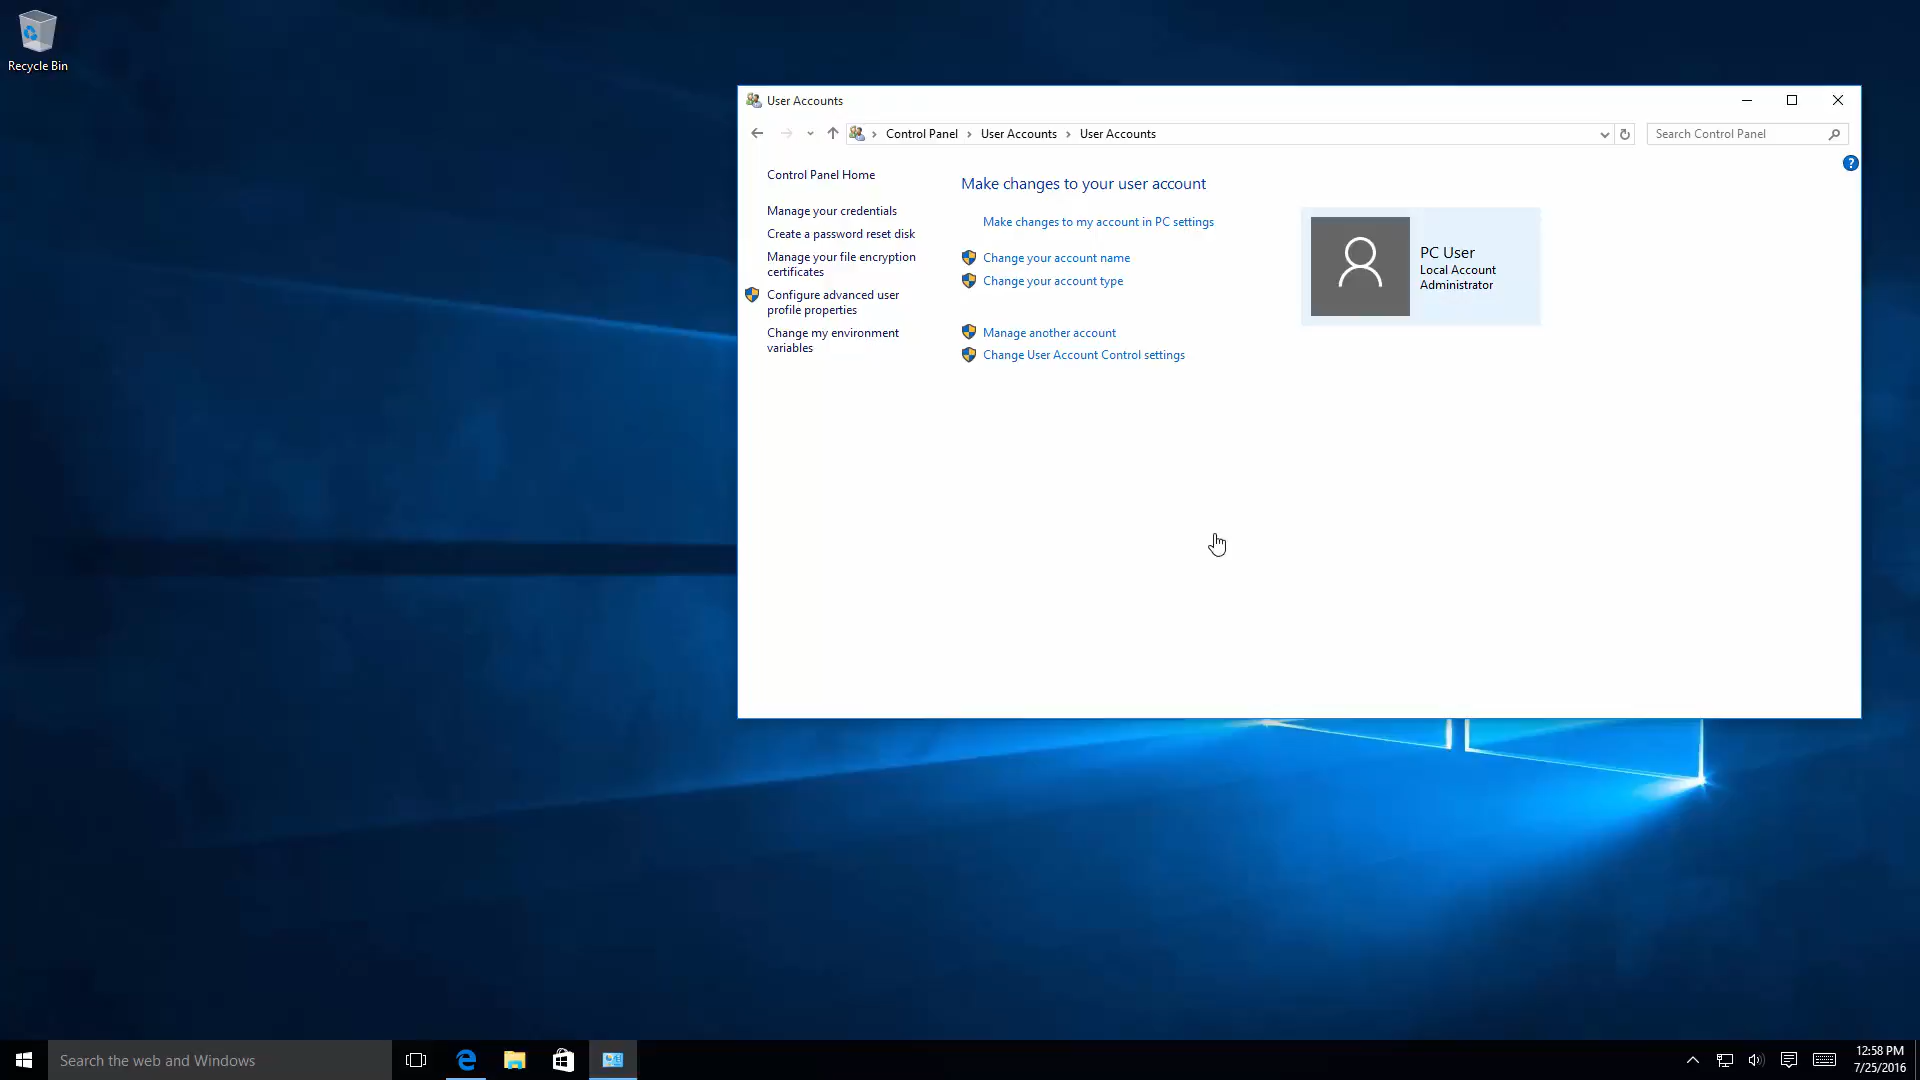 Recycle Bin
User Accounts
Control Panel
User Accounts
User Accounts
Search Control Panel
?
Control Panel Home
Manage your credentials
Create a password reset disk
Manage your file encryption
certificates
Configure advanced user
profile properties
Change my environment
variables
Make changes to your user account
Make changes to my account in PC settings
Change your account name
Change your account type
Manage another account
Change User Account Control settings
PC User
Local Account
Administrator
Search the web and Windows
12:58 PM
7/25/2016